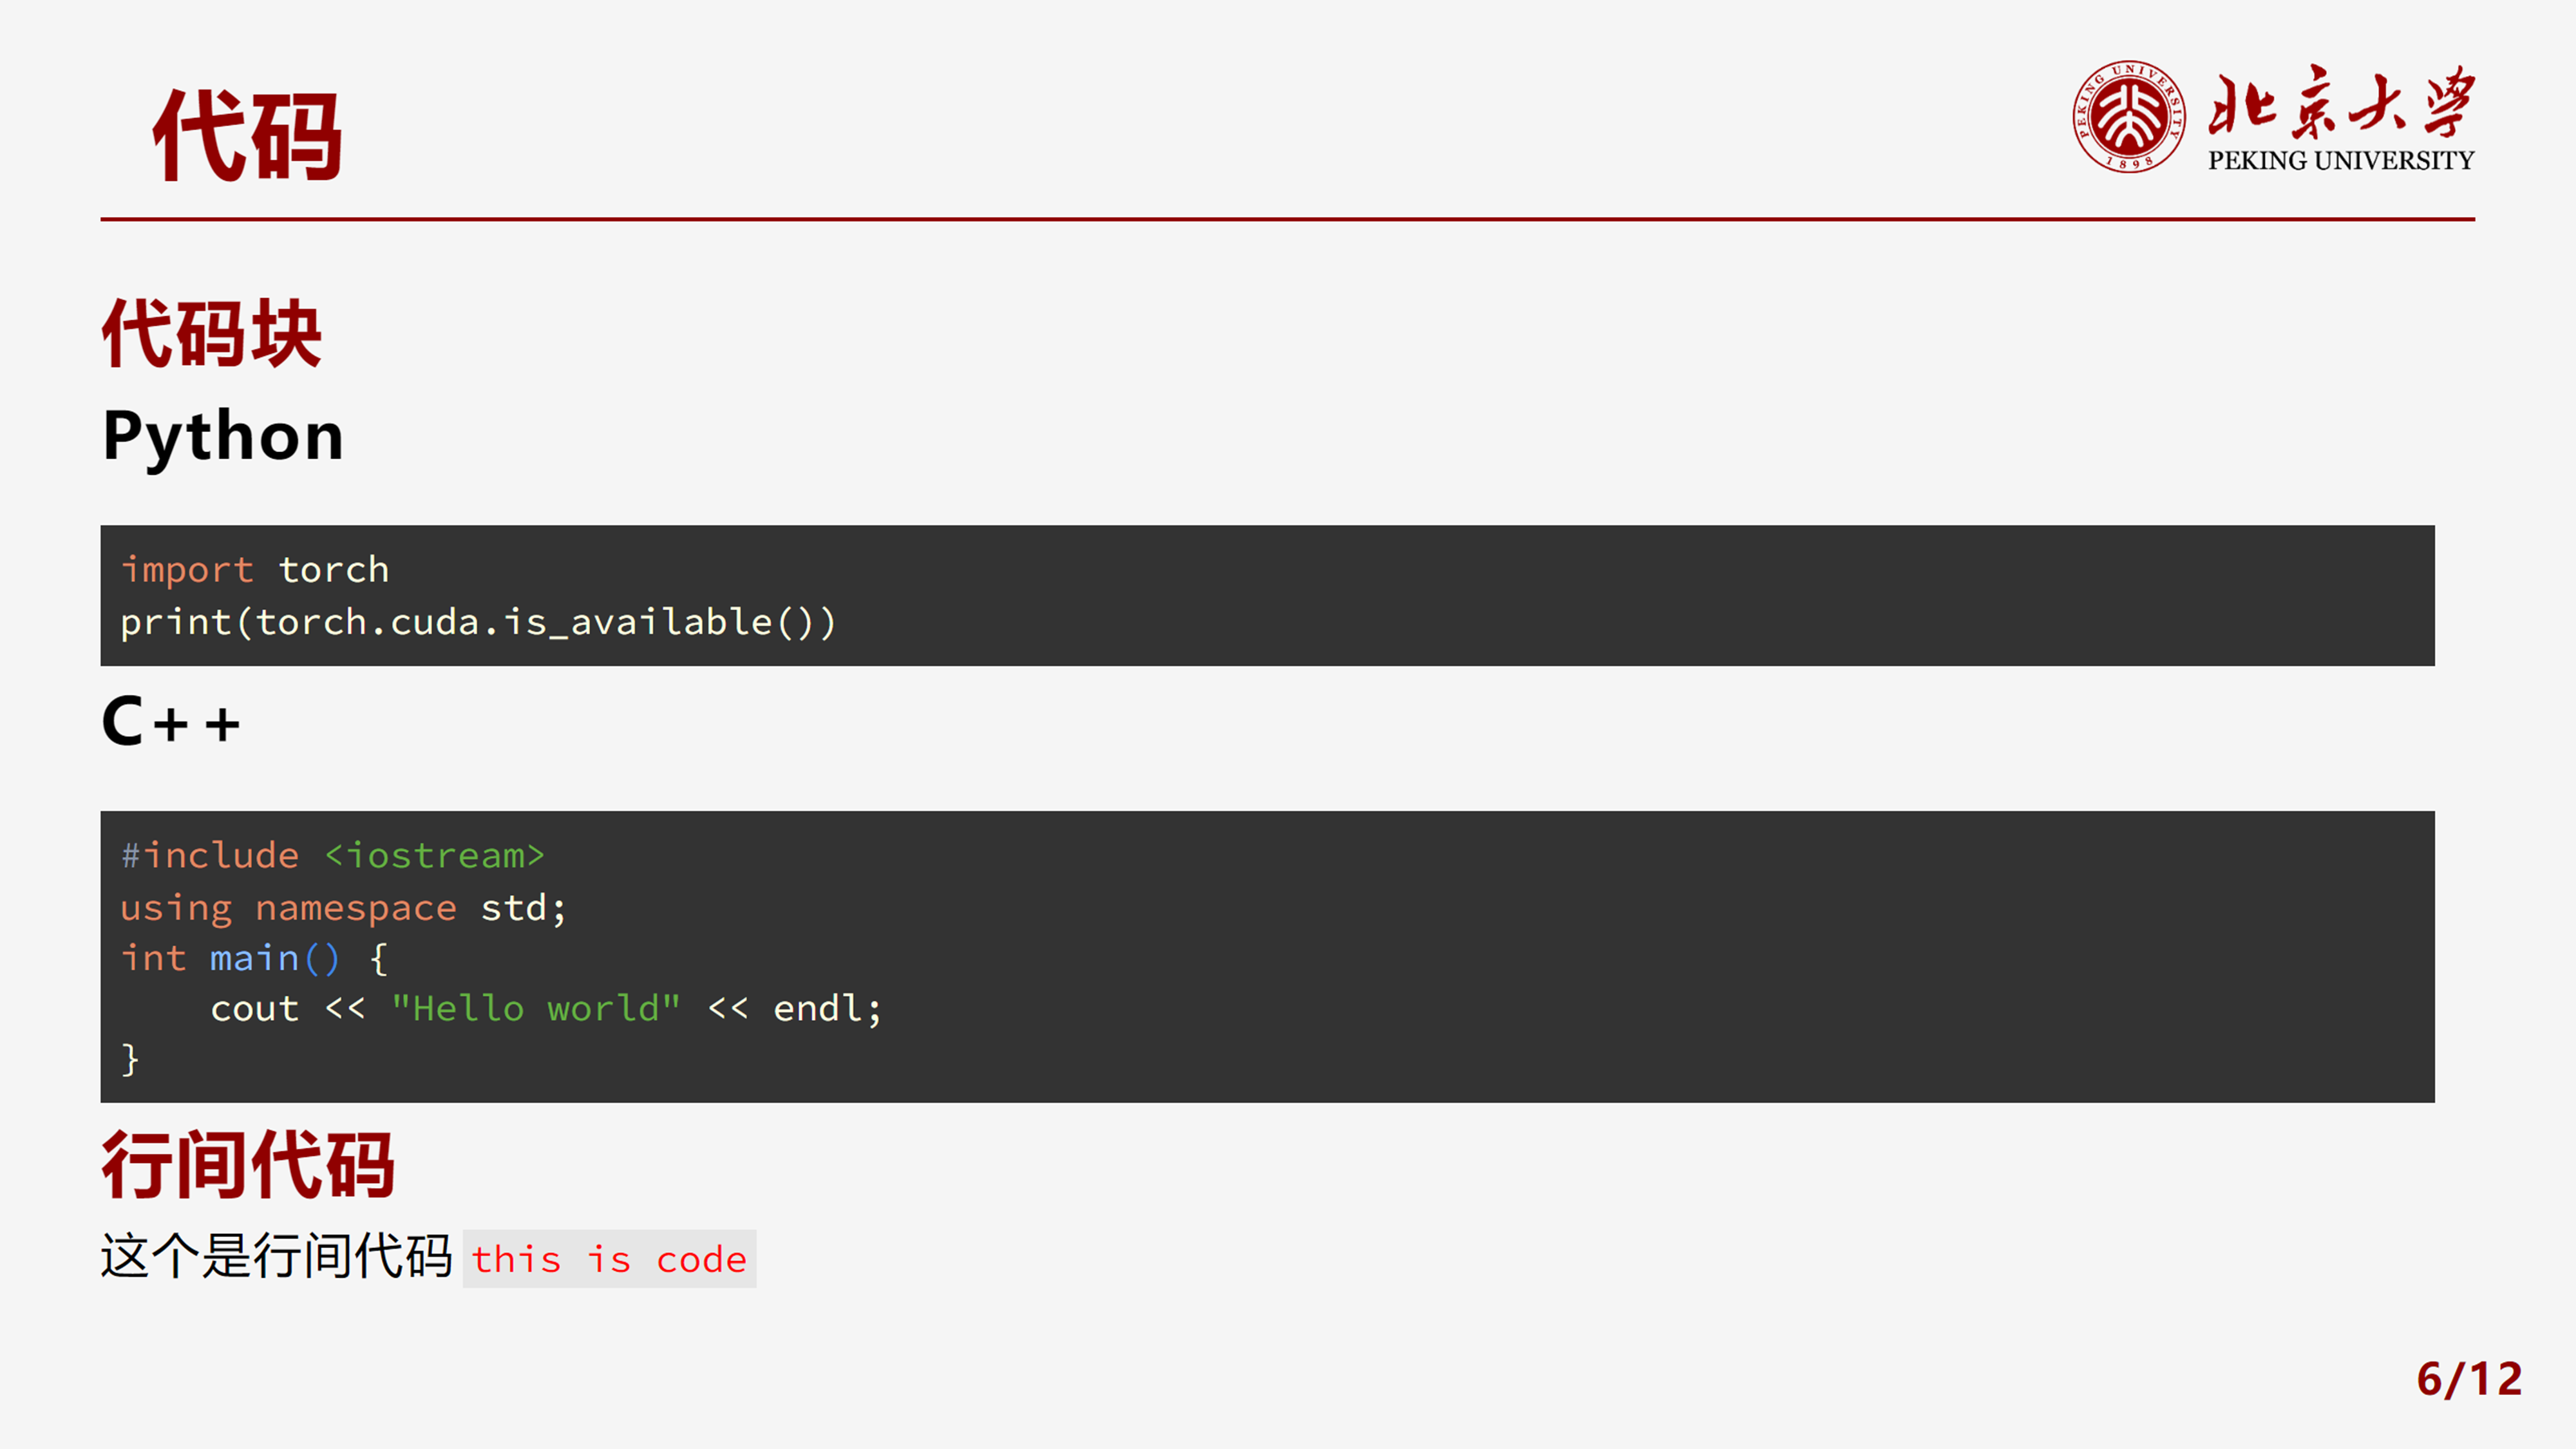 代码
PEKING UNIVERSITY
1898
北京大学
PEKING UNIVERSITY
代码块
Python
import torch
print(torch.cuda.is_available())
C++
#include <iostream>
using namespace std;
int main() {
    cout << "Hello world" << endl;
}
行间代码
这个是行间代码 this is code
6/12